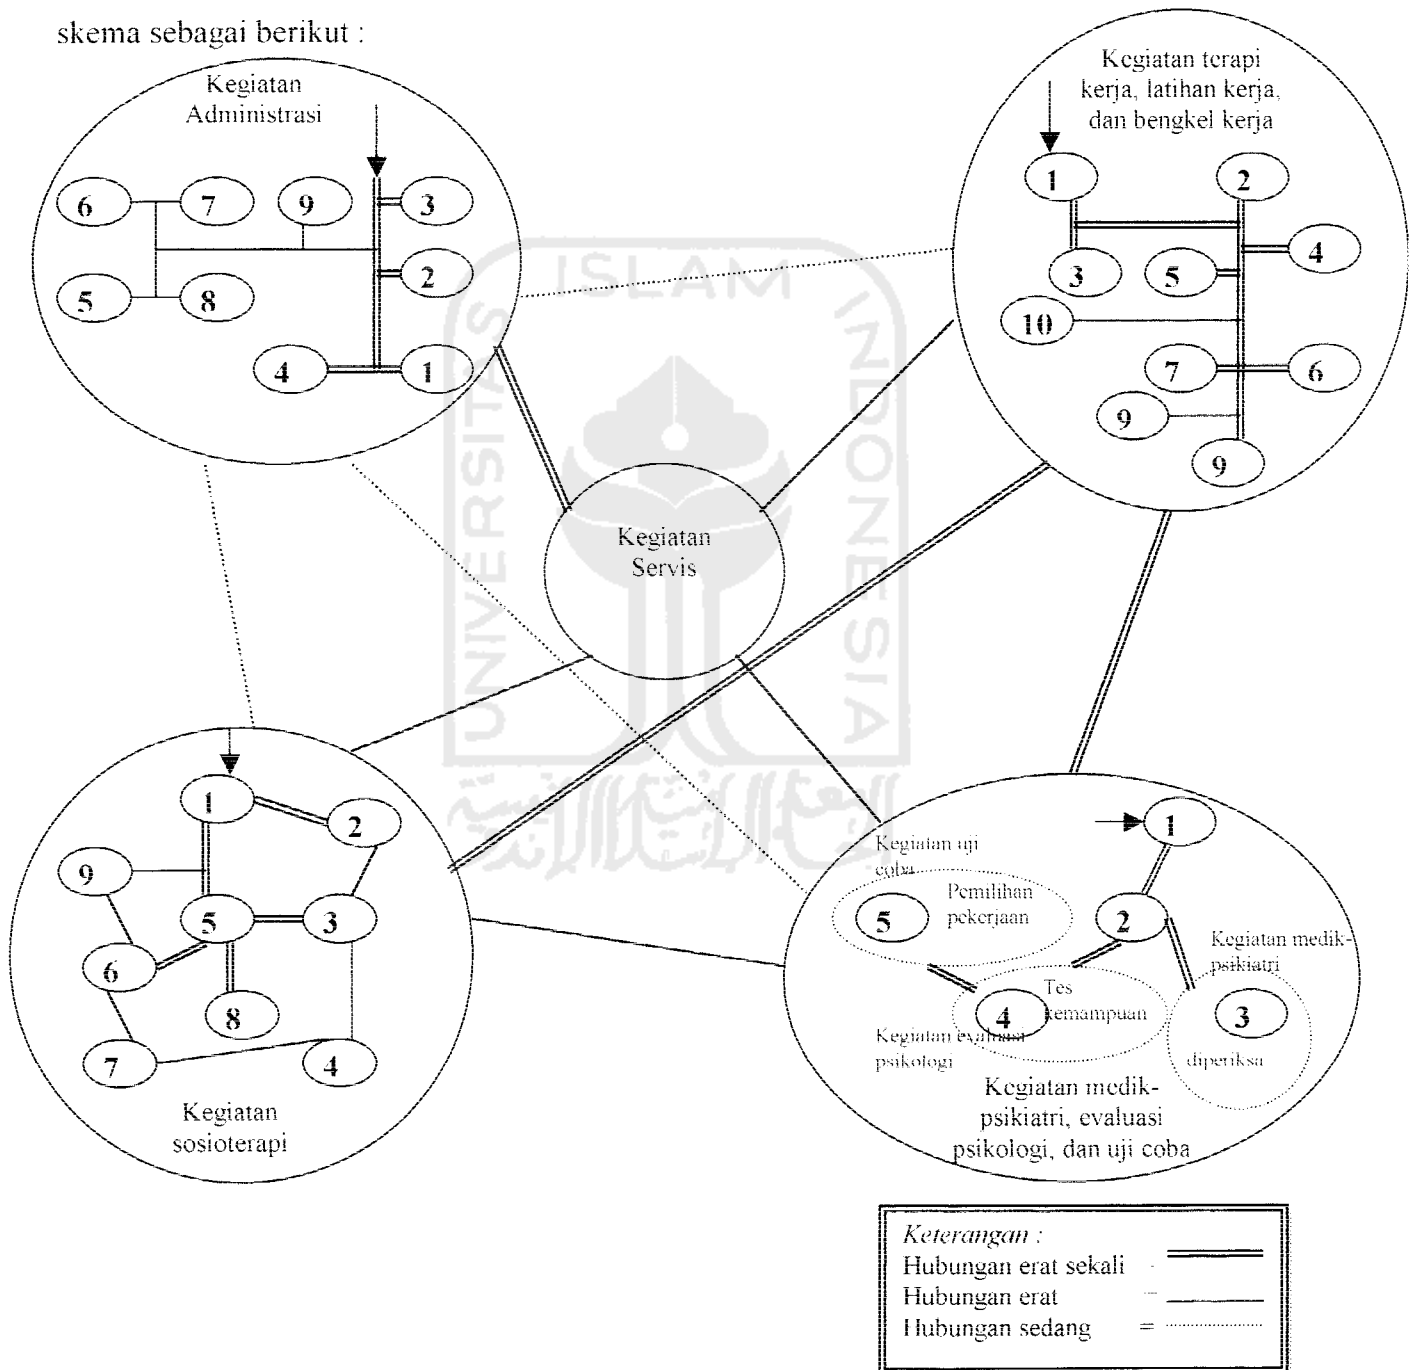 skema sebagai berikut :
Kegiatan
Administrasi
6
7
9
3
2
5
8
4
1
Kegiatan terapi
kerja, latihan kerja,
dan bengkel kerja
1
2
3
5
4
10
7
6
9
9
UNIVERSITAS
ISLAM
INDONESIA
Kegiatan
Servis
1
2
9
5
3
6
8
7
4
Kegiatan
sosioterapi
1
Kegiatan uji
coba
Pemilihan
pekerjaan
5
2
Kegiatan medik-
psikiatri
Tes
kemampuan
4
3
Kegiatan evaluasi
psikologi
diperiksa
Kegiatan medik-
psikiatri, evaluasi
psikologi, dan uji coba
Keterangan :
Hubungan erat sekali
Hubungan erat =
Hubungan sedang =